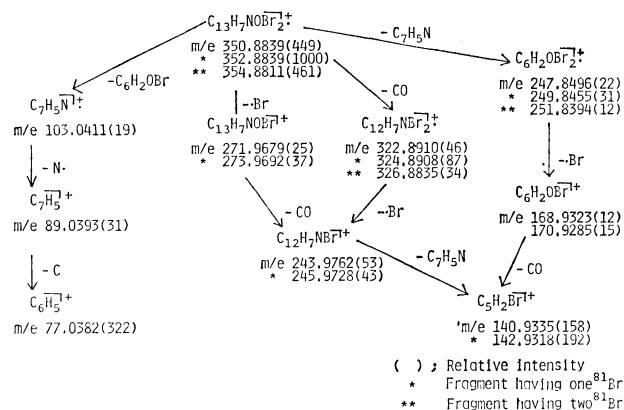 C₁₃H₇NOBr₂⁺·
m/e 350.8839(449)
* 352.8839(1000)
** 354.8811(461)
-C₇H₅N
-C₆H₂OBr
-Br
-CO
C₆H₂OBr₂⁺·
m/e 247.8496(22)
* 249.8455(31)
** 251.8394(12)
C₇H₅N⁺·
m/e 103.0411(19)
C₁₃H₇NOBr⁺
m/e 271.9679(25)
* 273.9692(37)
C₁₂H₇NBr₂⁺·
m/e 322.8910(46)
* 324.8908(87)
** 326.8835(34)
-Br
- N·
-CO
-Br
C₇H₅⁺
m/e 89.0393(31)
C₆H₂OBr⁺
m/e 168.9323(12)
170.9285(15)
C₁₂H₇NBr⁺
m/e 243.9762(53)
* 245.9728(43)
-C₇H₅N
-CO
- C
C₆H₅⁺
m/e 77.0382(322)
C₅H₂Br⁺
m/e 140.9335(158)
* 142.9318(192)
( ) ; Relative intensity
* Fragment having one⁸¹Br
** Fragment having two⁸¹Br